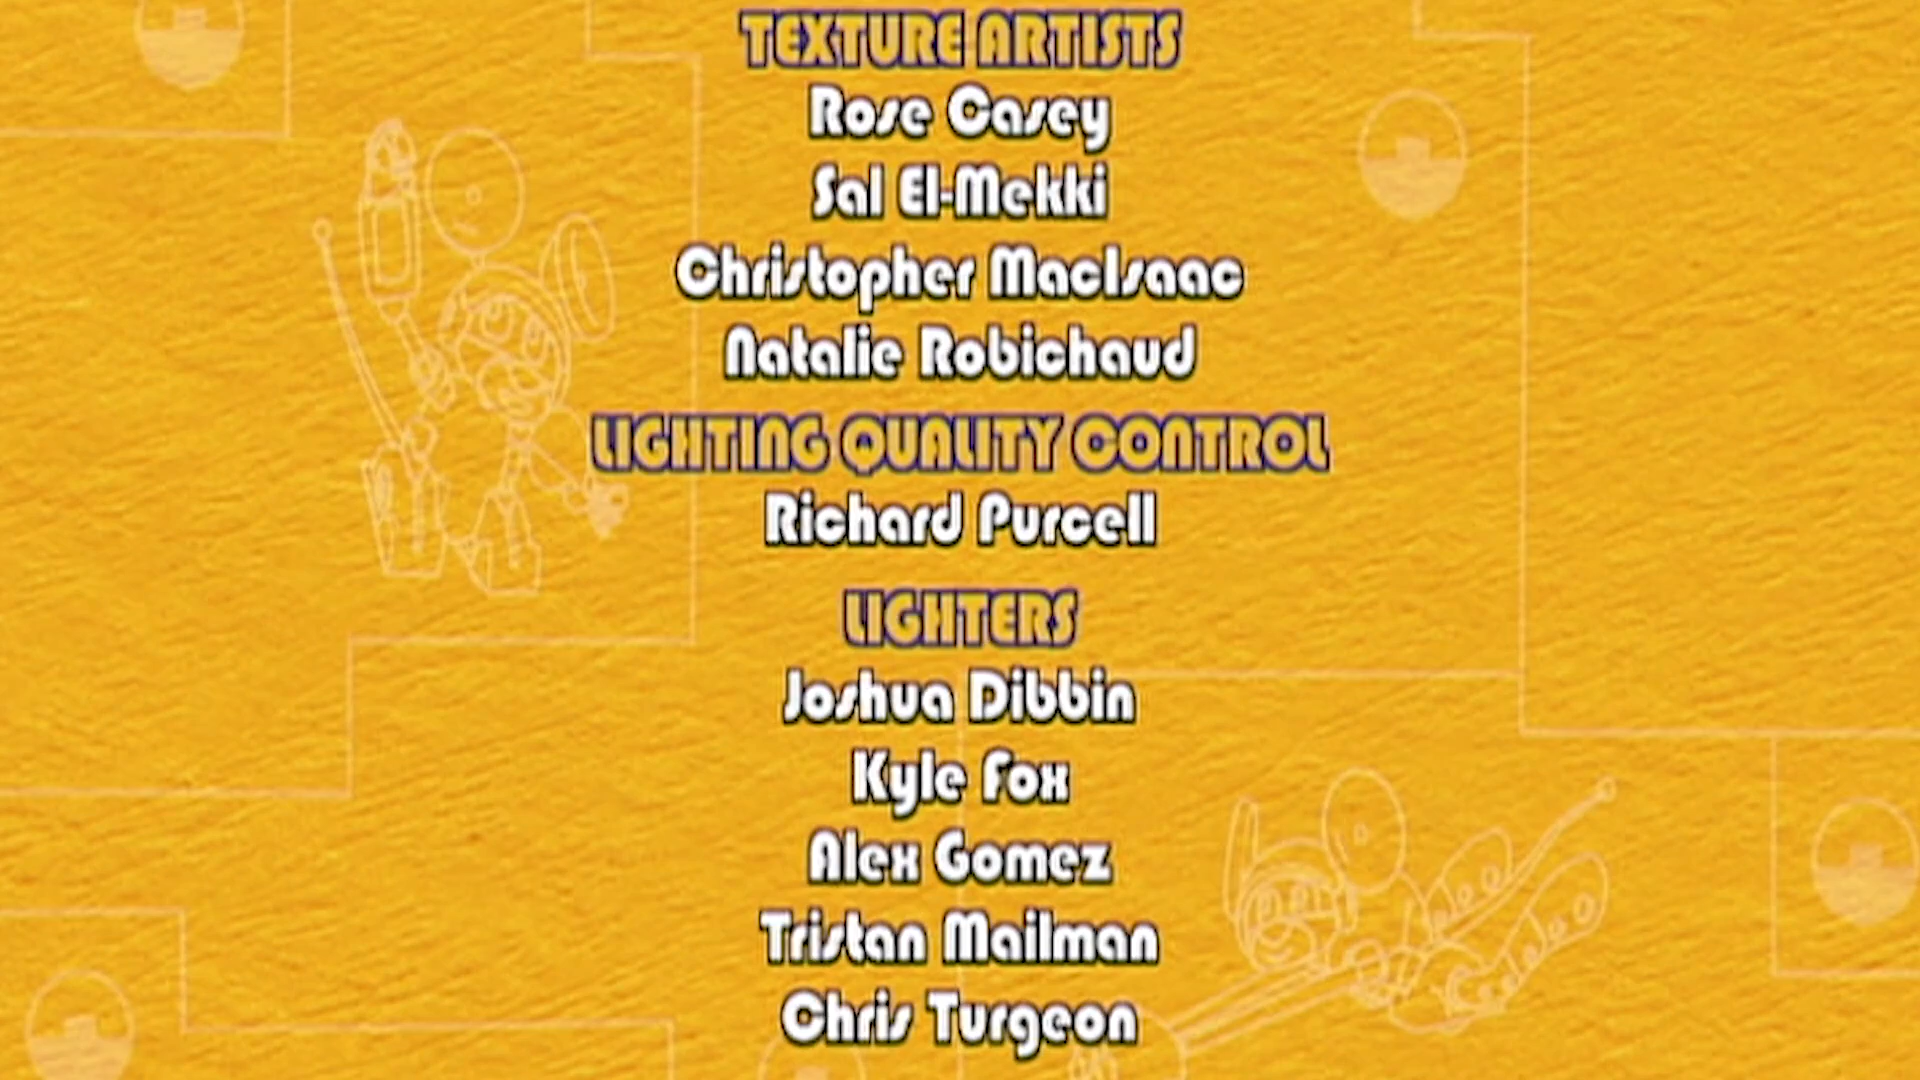 TEXTURE ARTISTS
Rose Casey
Sal El-Mekki
Christopher MacIsaac
Natalie Robichaud
LIGHTING QUALITY CONTROL
Richard Purcell
LIGHTERS
Joshua Dibbin
Kyle Fox
Alex Gomez
Tristan Mailman
Chris Turgeon